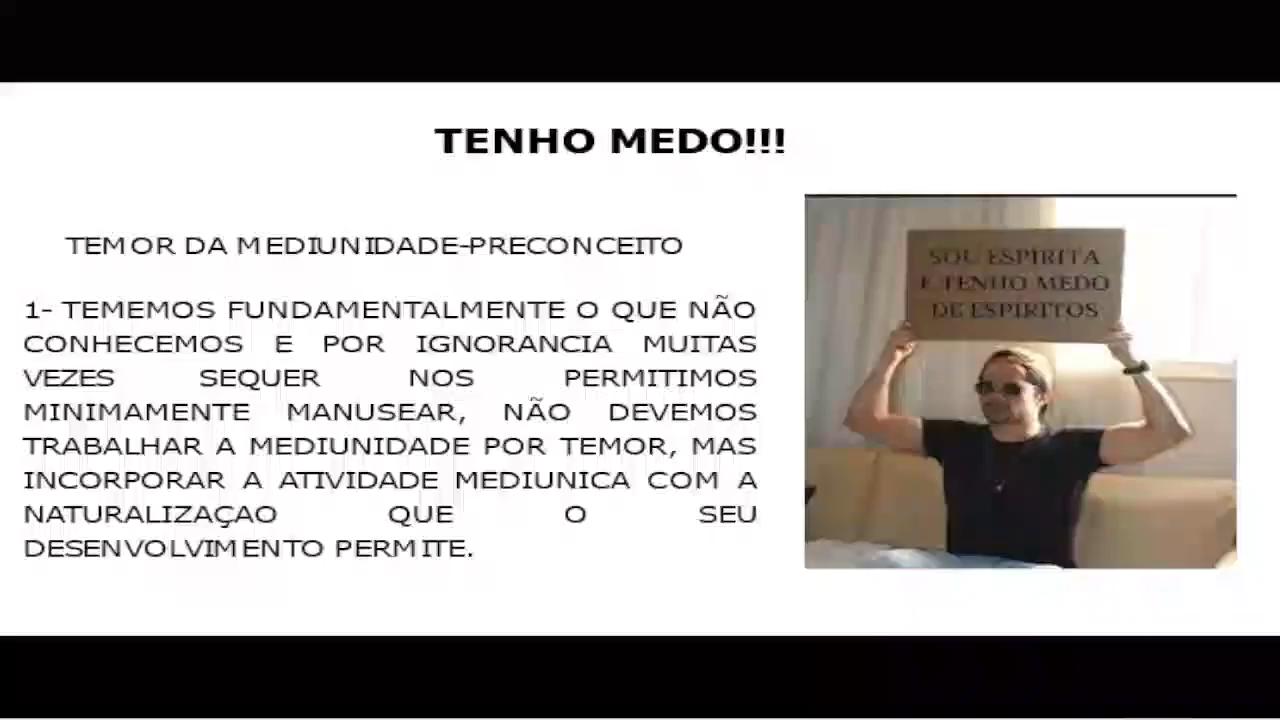 TENHO MEDO!!!
TEMOR DA MEDIUNIDADE-PRECONCEITO
1- TEMEMOS FUNDAMENTALMENTE O QUE NÃO
CONHECEMOS E POR IGNORANCIA MUITAS
VEZES SEQUER NOS PERMITIMOS
MINIMAMENTE MANUSEAR, NÃO DEVEMOS
TRABALHAR A MEDIUNIDADE POR TEMOR, MAS
INCORPORAR A ATIVIDADE MEDIUNICA COM A
NATURALIZAÇAO QUE O SEU
DESENVOLVIMENTO PERMITE.
SOU ESPIRITA
E TENHO MEDO
DE ESPIRITOS